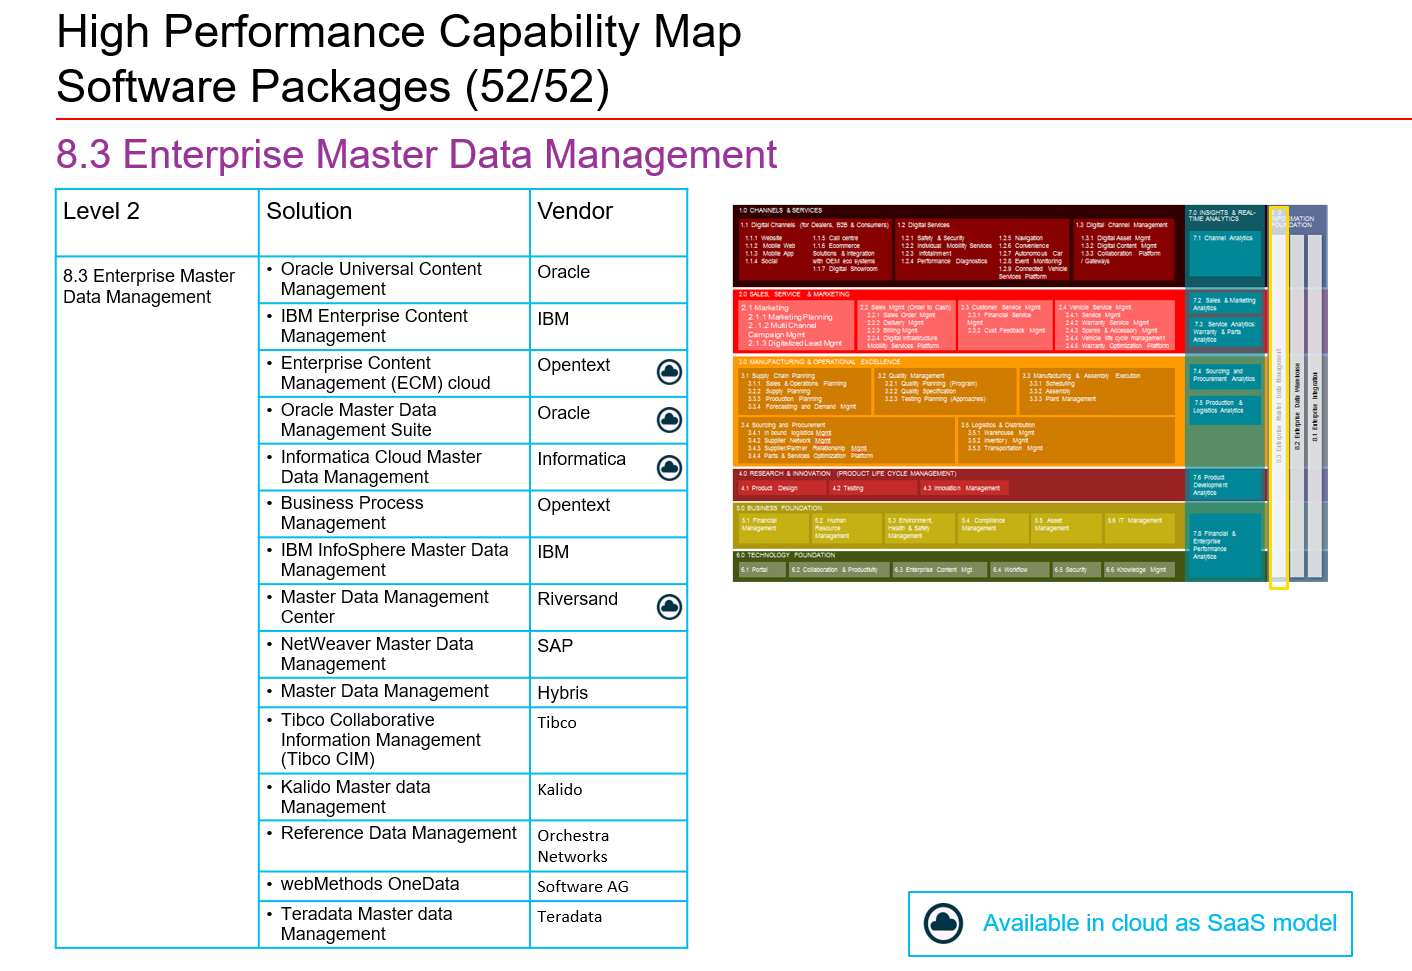 High Performance Capability Map
Software Packages (52/52)
8.3 Enterprise Master Data Management
Level 2
Solution
Vendor
8.3 Enterprise Master
Data Management
• Oracle Universal Content
Management
Oracle
• IBM Enterprise Content
Management
IBM
• Enterprise Content
Management (ECM) cloud
Opentext
• Oracle Master Data
Management Suite
Oracle
• Informatica Cloud Master
Data Management
Informatica
• Business Process
Management
Opentext
• IBM InfoSphere Master Data
Management
IBM
• Master Data Management
Center
Riversand
• NetWeaver Master Data
Management
SAP
• Master Data Management
Hybris
• Tibco Collaborative
Information Management
(Tibco CIM)
Tibco
• Kalido Master data
Management
Kalido
• Reference Data Management
Orchestra
Networks
• webMethods OneData
Software AG
• Teradata Master data
Management
Teradata
1.0 CHANNELS & SERVICES
1.1 Digital Channels (for Dealers, B2B & Consumers)
1.1.1 Website
1.1.2 Mobile Web
1.1.3 Mobile App
1.1.4 Social
1.1.5 Call centre
1.1.6 Ecommerce
Solutions & Integration
with OEM eco systems
1.1.7 Digital Showroom
1.2 Digital Services
1.2.1 Safety & Security
1.2.2 Individual Mobility Services
1.2.3 Infotainment
1.2.4 Performance Diagnostics
1.2.5 Navigation
1.2.6 Convenience
1.2.7 Autonomous Car
1.2.8 Event Monitoring
1.2.9 Connected Vehicle
Services Platform
1.3 Digital Channel Management
1.3.1 Digital Asset Mgmt
1.3.2 Digital Content Mgmt
1.3.3 Collaboration Platform
/ Gateways
2.0 SALES, SERVICE & MARKETING
2.1 Marketing
2.1.1 Marketing Planning
2..1.2 Multi Channel
Campaign Mgmt
2.1.3 Digitalized Lead Mgmt
2.2 Sales Mgmt (Order to Cash)
2.2.1 Sales Order Mgmt
2.2.2 Delivery Mgmt
2.2.3 Billing Mgmt
2.2.4 Digital Infrastructure
Mobility Services Platform
2.3 Customer Service Mgmt
2.3.1 Financial Service
Mgmt
2.3.2 Cust Feedback Mgmt
2.4 Vehicle Service Mgmt
2.4.1 Service Mgmt
2.4.2 Warranty Service Mgmt
2.4.3 Spares & Accessory Mgmt
2.4.4 Vehicle life cycle management
2.4.5 Warranty Optimization Platform
3.0 MANUFACTURING & OPERATIONAL EXCELLENCE
3.1 Supply Chain Planning
3.1.1 Sales & Operations Planning
3.2.2 Supply Planning
3.3.3 Production Planning
3.3.4 Forecasting and Demand Mgmt
3.2 Quality Management
3.2.1 Quality Planning (Program)
3.2.2 Quality Specification
3.2.3 Testing Planning (Approaches)
3.3 Manufacturing & Assembly Execution
3.3.1 Scheduling
3.3.2 Assembly
3.3.3 Plant Management
3.4 Sourcing and Procurement
3.4.1 In bound logistics Mgmt
3.4.2 Supplier Network Mgmt
3.4.3 Supplier/Partner Relationship Mgmt
3.4.4 Parts & Services Optimization Platform
3.5 Logistics & Distribution
3.5.1 Warehouse Mgmt
3.5.2 Inventory Mgmt
3.5.3 Transportation Mgmt
4.0 RESEARCH & INNOVATION (PRODUCT LIFE CYCLE MANAGEMENT)
4.1 Product Design
4.2 Testing
4.3 Innovation Management
5.0 BUSINESS FOUNDATION
5.1 Financial
Management
5.2 Human
Resource
Management
5.3 Environment,
Health & Safety
Management
5.4 Compliance
Management
5.5 Asset
Management
5.6 IT Management
6.0 TECHNOLOGY FOUNDATION
6.1 Portal
6.2 Collaboration & Productivity
6.3 Enterprise Content Mgt.
6.4 Workflow
6.5 Security
6.6 Knowledge Mgmt
7.0 INSIGHTS & REAL-
TIME ANALYTICS
7.1 Channel Analytics
7.2 Sales & Marketing
Analytics
7.3 Service Analytics:
Warranty & Parts
Analytics
7.4 Sourcing and
Procurement Analytics
7.5 Production &
Logistics Analytics
7.6 Product
Development
Analytics
7.8 Financial &
Enterprise
Performance
Analytics
INFORMATION
FOUNDATION
8.3 Enterprise Master Data Management
8.2 Enterprise Data Warehouse
8.1 Enterprise Integration
Available in cloud as SaaS model